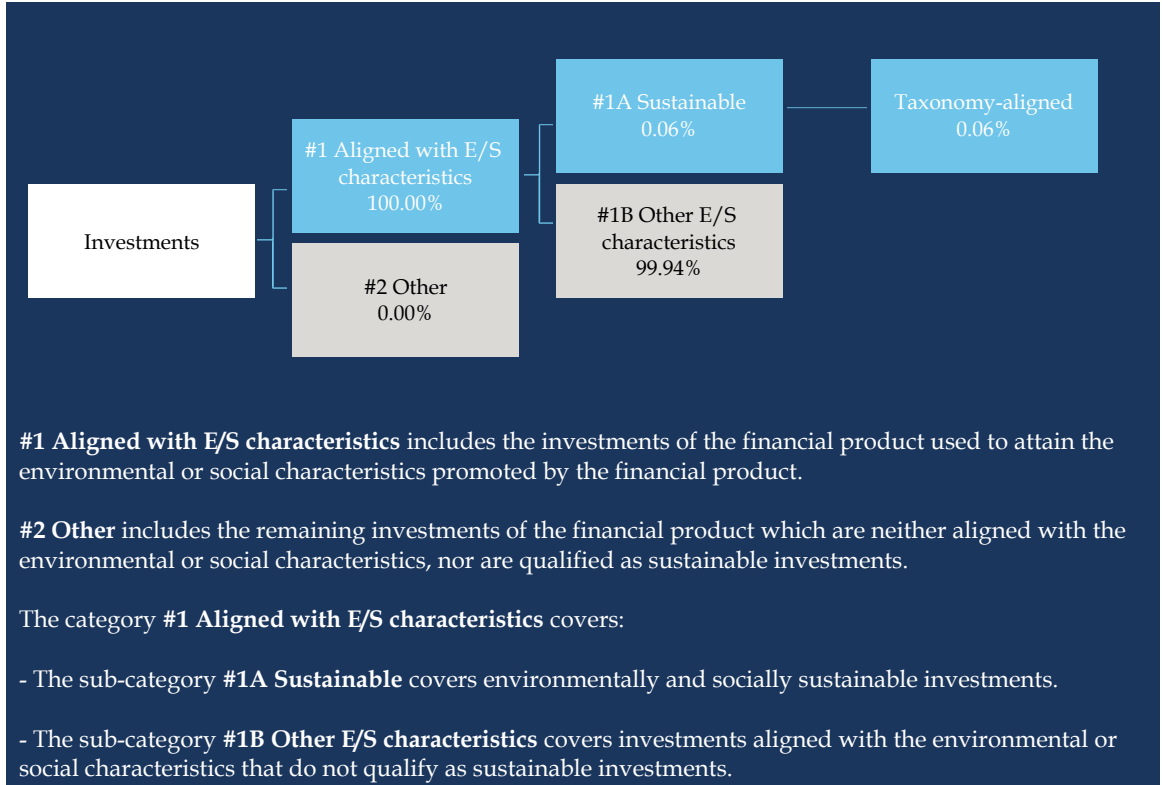 Investments
#1 Aligned with E/S
characteristics
100.00%
#2 Other
0.00%
#1A Sustainable
0.06%
#1B Other E/S
characteristics
99.94%
Taxonomy-aligned
0.06%
#1 Aligned with E/S characteristics includes the investments of the financial product used to attain the
environmental or social characteristics promoted by the financial product.
#2 Other includes the remaining investments of the financial product which are neither aligned with the
environmental or social characteristics, nor are qualified as sustainable investments.
The category #1 Aligned with E/S characteristics covers:
- The sub-category #1A Sustainable covers environmentally and socially sustainable investments.
- The sub-category #1B Other E/S characteristics covers investments aligned with the environmental or
social characteristics that do not qualify as sustainable investments.